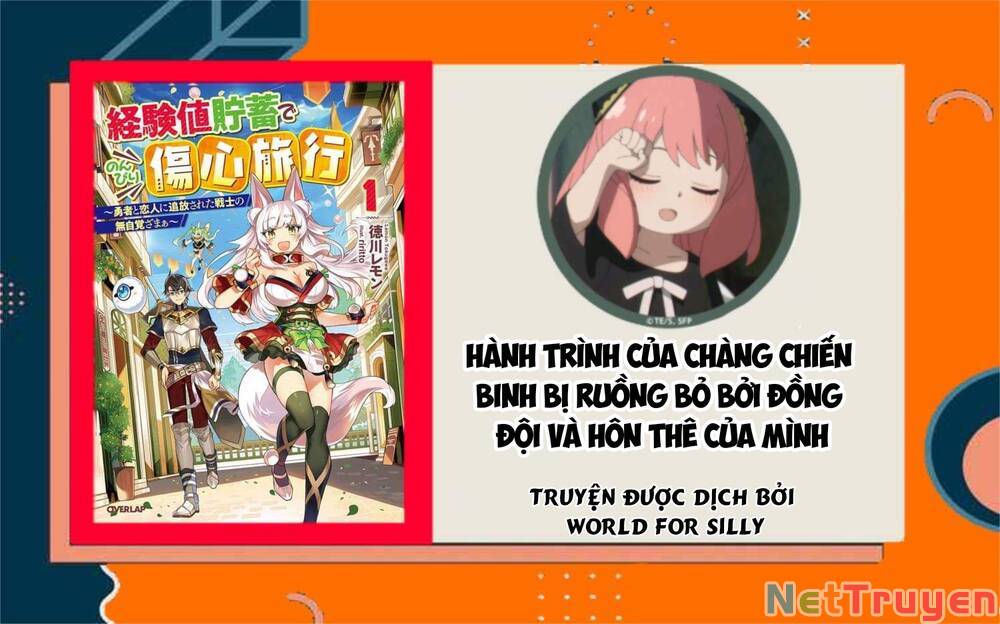 経験値貯蓄で
のんびり
傷心旅行
～勇者と恋人に追放された戦士の
無自覚ざまぁ～
1
徳川レモン
riritto
OVERLAP
©TE/S. SFP
HÀNH TRÌNH CỦA CHÀNG CHIẾN
BINH BỊ RUỒNG BỎ BỞI ĐỒNG
ĐỘI VÀ HÔN THÊ CỦA MÌNH
TRUYỆN ĐƯỢC DỊCH BỞI
WORLD FOR SILLY
NetTruyen